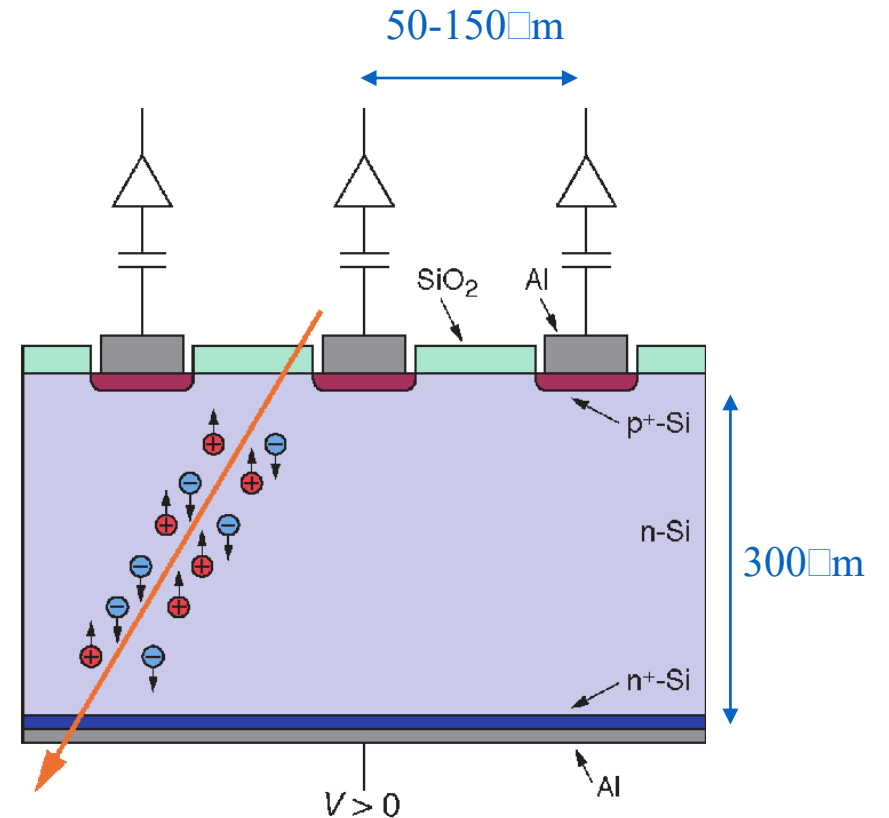 50-150□m
SiO₂
Al
+ −
− + +
+ −
− +
− +
+ −
p⁺-Si
n-Si
300□m
n⁺-Si
Al
V > 0